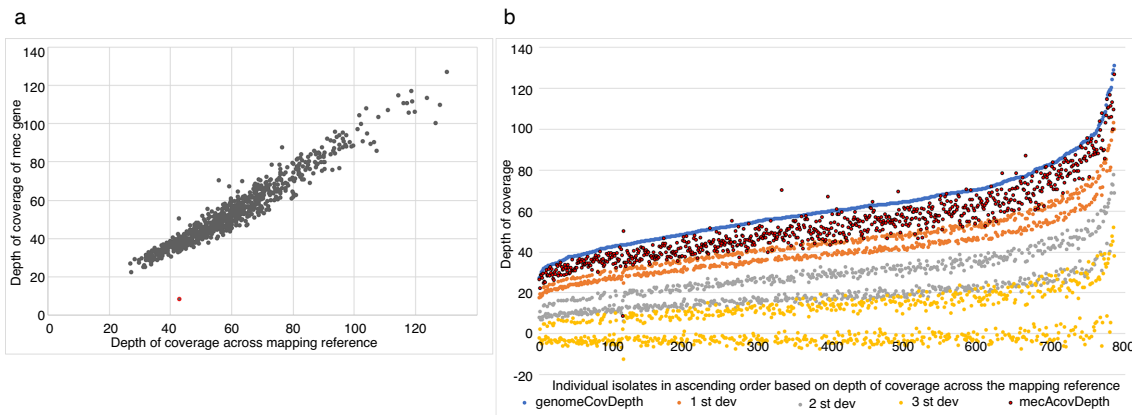 a
140
120
100
80
60
40
20
0
Depth of coverage of mec gene
0 20 40 60 80 100 120
Depth of coverage across mapping reference
b
140
120
100
80
60
40
20
0
-20
Depth of coverage
0 100 200 300 400 500 600 700 800
Individual isolates in ascending order based on depth of coverage across the mapping reference
genomeCovDepth 1 st dev 2 st dev 3 st dev mecAcovDepth